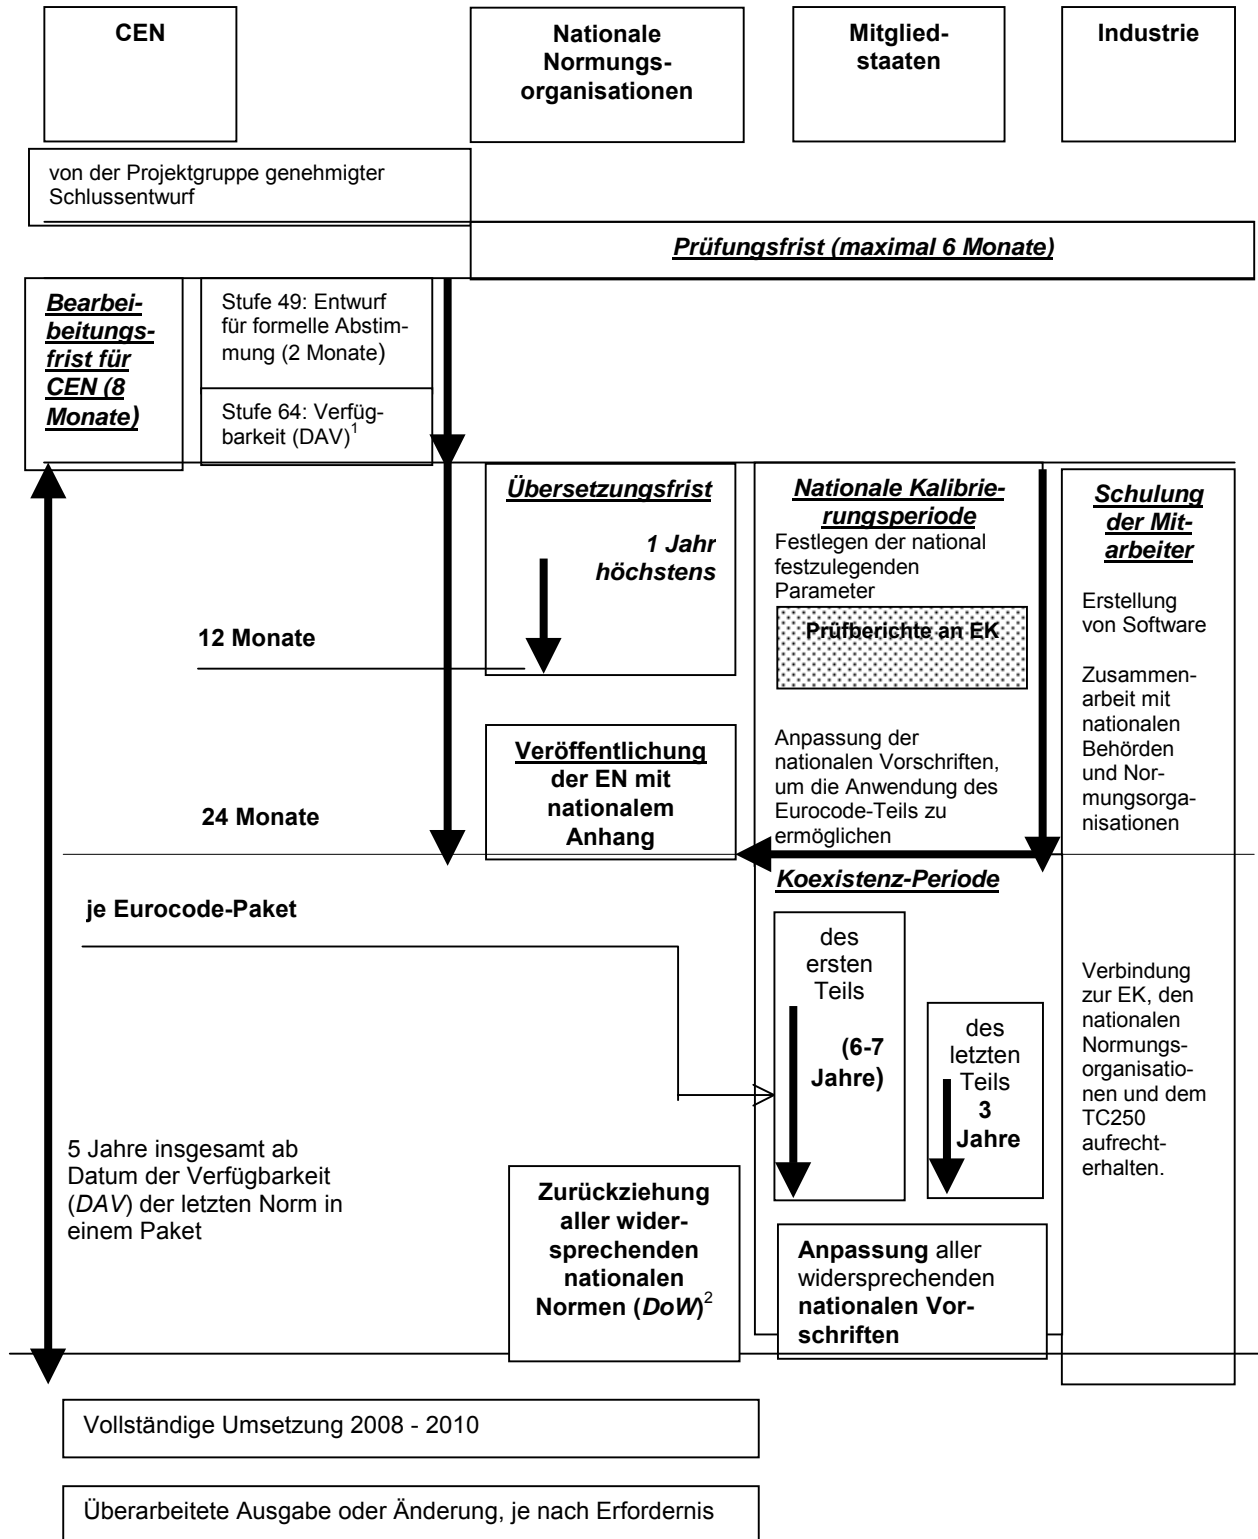 CEN
Nationale
Normungs-
organisationen
Mitglied-
staaten
Industrie
von der Projektgruppe genehmigter
Schlussentwurf
Prüfungsfrist (maximal 6 Monate)
Bearbei-
beitungs-
frist für
CEN (8
Monate)
Stufe 49: Entwurf
für formelle Abstim-
mung (2 Monate)
Stufe 64: Verfüg-
barkeit (DAV)1
Übersetzungsfrist
1 Jahr
höchstens
Nationale Kalibrie-
rungsperiode
Festlegen der national
festzulegenden
Parameter
Prüfberichte an EK
Schulung
der Mit-
arbeiter
Erstellung
von Software
Zusammen-
arbeit mit
nationalen
Behörden
und Nor-
mungsorga-
nisationen
12 Monate
Veröffentlichung
der EN mit
nationalem
Anhang
Anpassung der
nationalen Vorschriften,
um die Anwendung des
Eurocode-Teils zu
ermöglichen
24 Monate
Koexistenz-Periode
je Eurocode-Paket
des
ersten
Teils
(6-7
Jahre)
des
letzten
Teils
3
Jahre
Verbindung
zur EK, den
nationalen
Normungs-
organisatio-
nen und dem
TC250
aufrecht-
erhalten.
5 Jahre insgesamt ab
Datum der Verfügbarkeit
(DAV) der letzten Norm in
einem Paket
Zurückziehung
aller wider-
sprechenden
nationalen
Normen (DoW)2
Anpassung aller
widersprechenden
nationalen Vor-
schriften
Vollständige Umsetzung 2008 - 2010
Überarbeitete Ausgabe oder Änderung, je nach Erfordernis